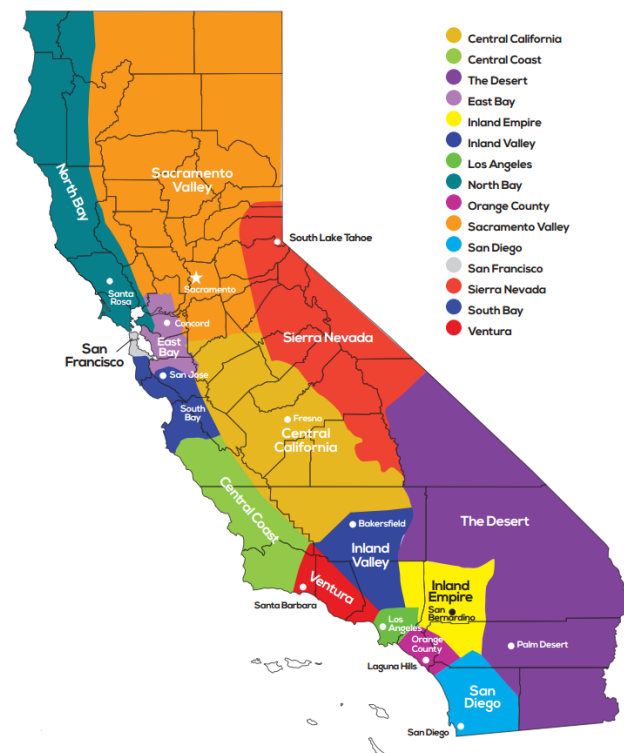 Central California
Central Coast
The Desert
East Bay
Inland Empire
Inland Valley
Los Angeles
North Bay
Orange County
Sacramento Valley
San Diego
San Francisco
Sierra Nevada
South Bay
Ventura
North Bay
Sacramento
Valley
South Lake Tahoe
Sacramento
Santa
Rosa
Concord
East
Bay
San
Francisco
Sierra Nevada
San Jose
South
Bay
Fresno
Central
California
Central Coast
Bakersfield
The Desert
Inland
Valley
Inland
Empire
San
Bernardino
Ventura
Santa Barbara
Los
Angeles
Orange
County
Palm Desert
Laguna Hills
San
Diego
San Diego